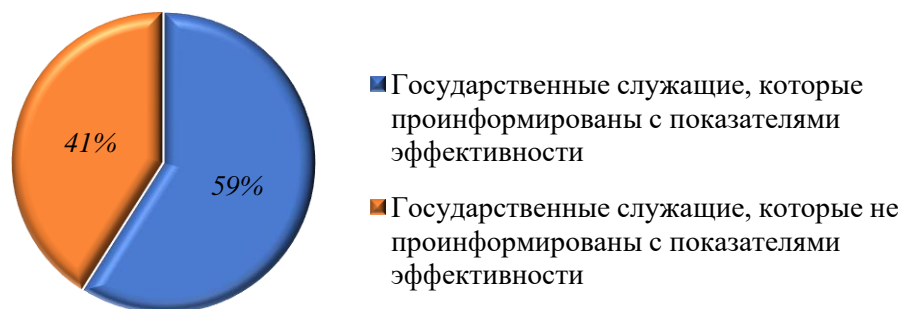 41%
59%
Государственные служащие, которые
проинформированы с показателями
эффективности
Государственные служащие, которые не
проинформированы с показателями
эффективности